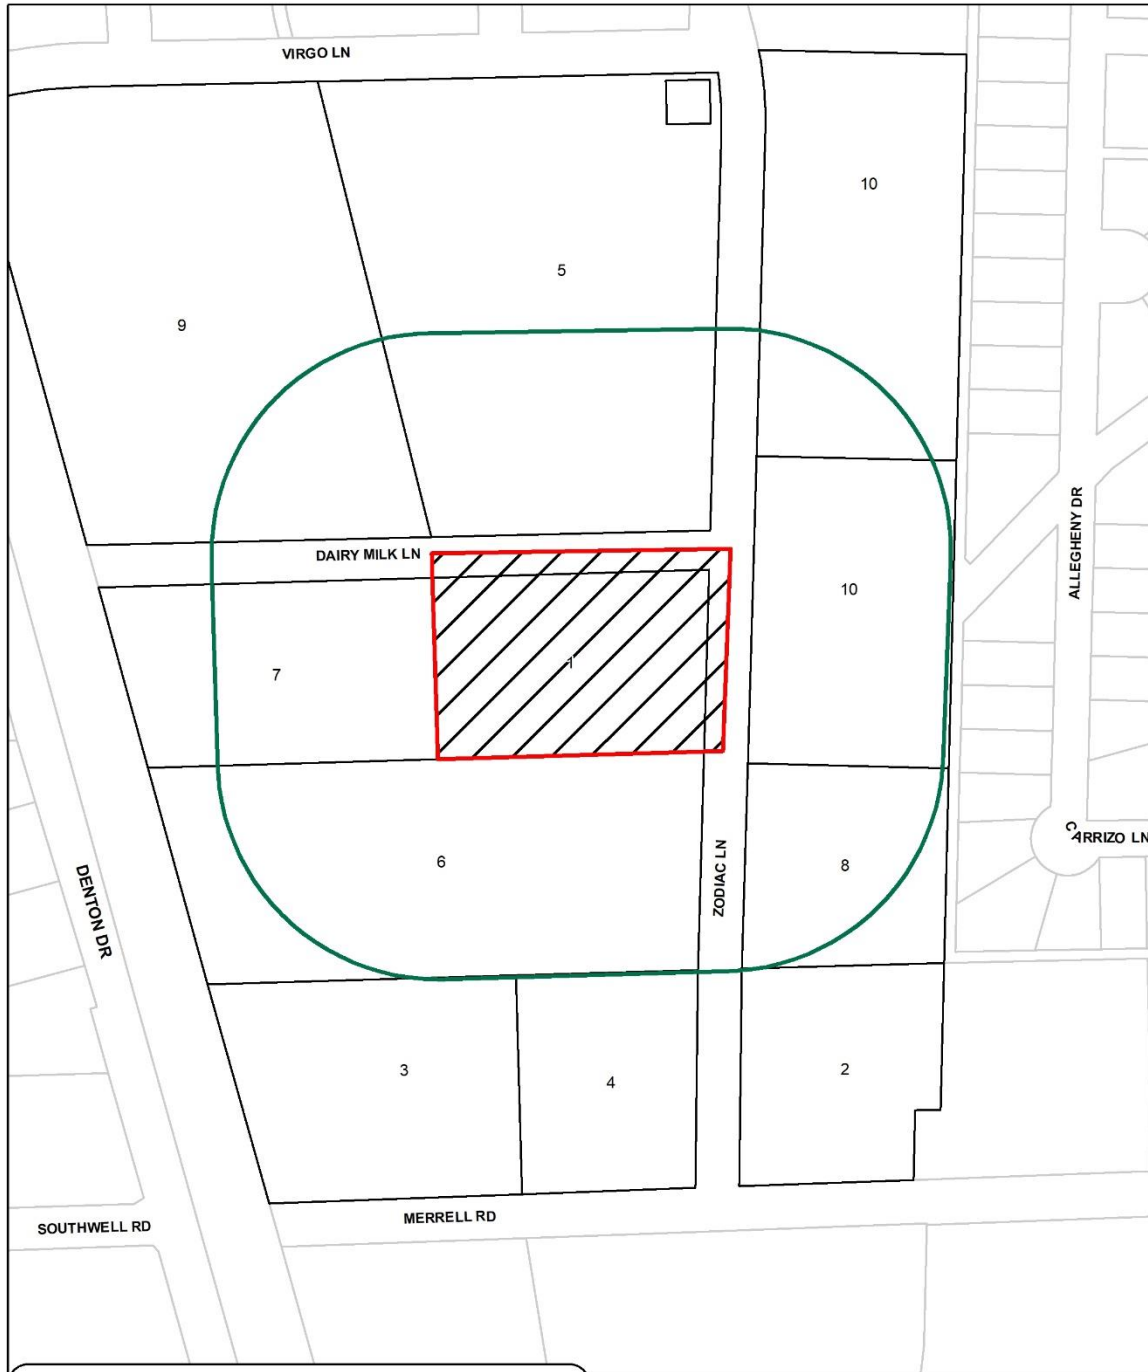 VIRGO LN
10
5
9
ALLEGHENY DR
DAIRY MILK LN
10
1
7
CARRIZO LN
6
ZODIAC LN
8
DENTON DR
3
4
2
MERRELL RD
SOUTHWELL RD